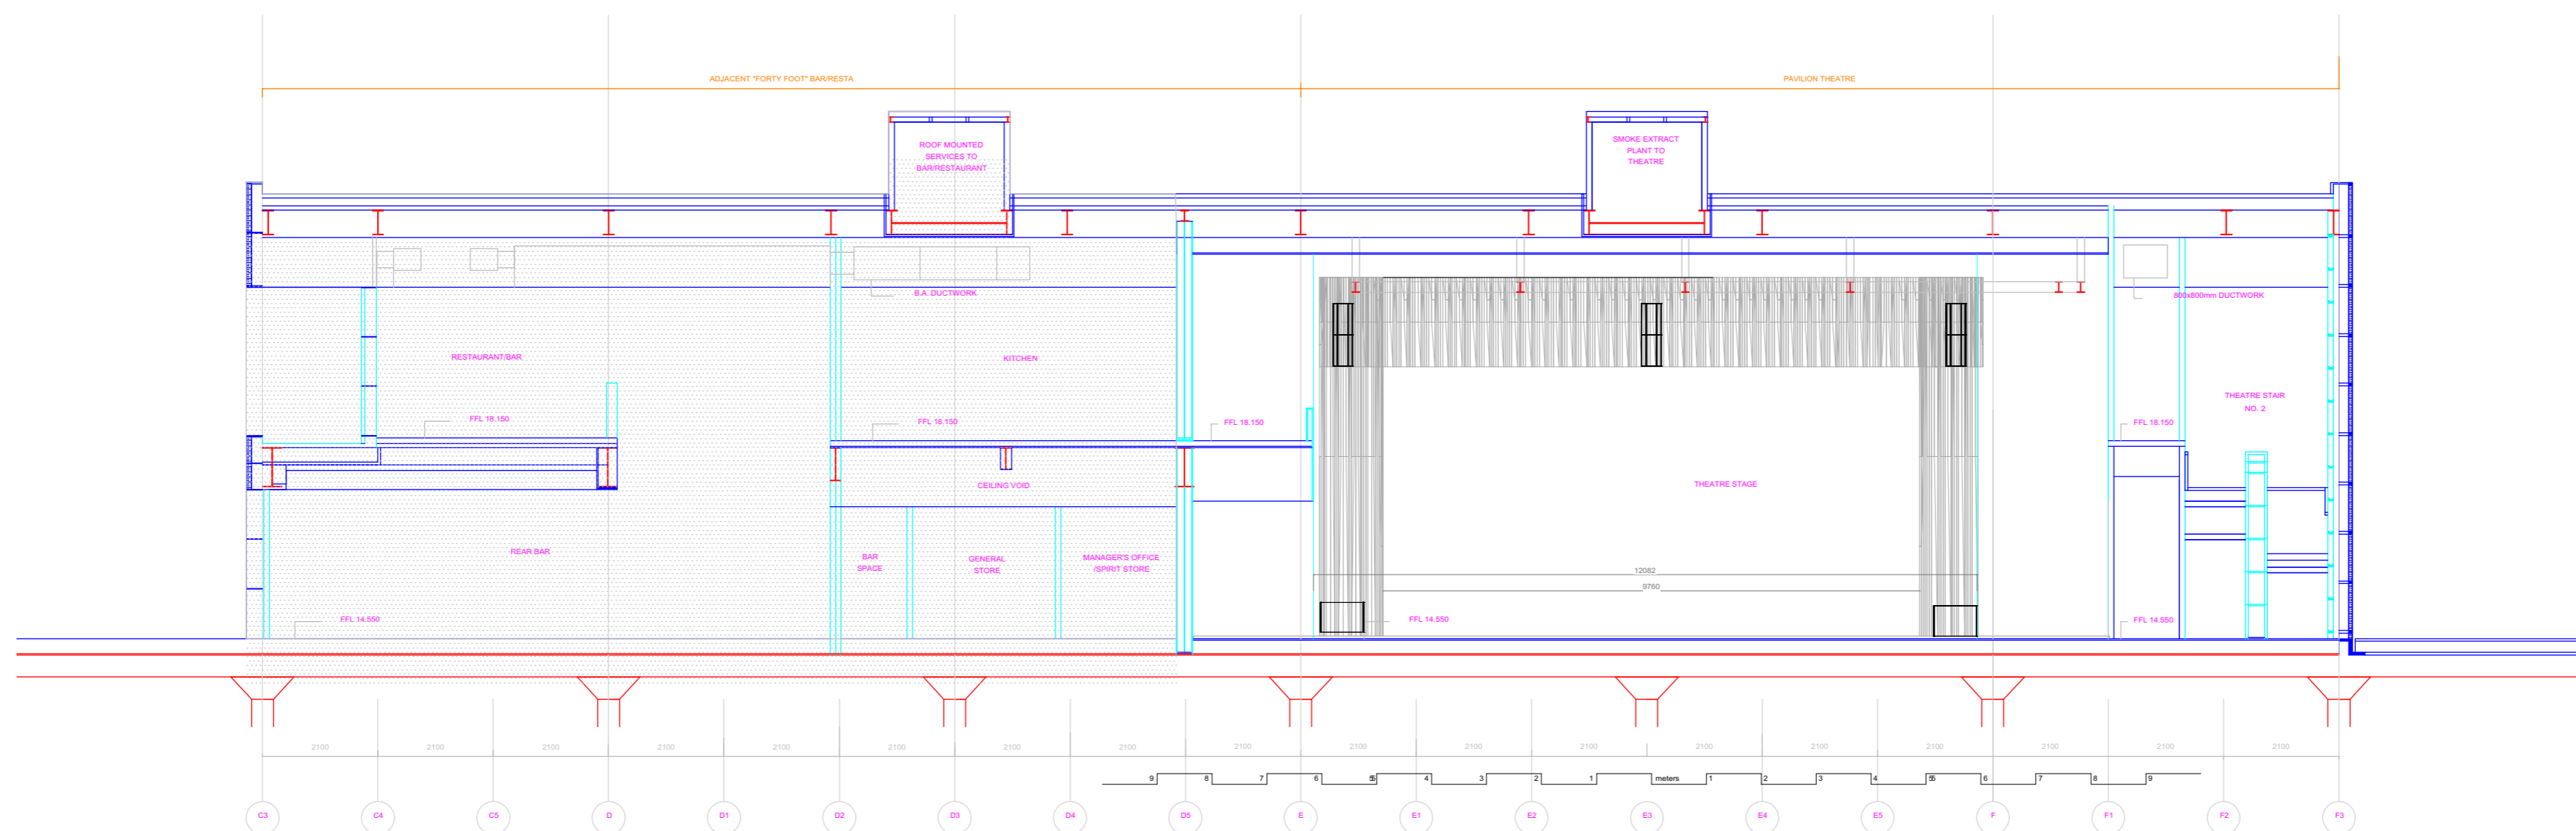 ADJACENT "FORTY FOOT" BAR/RESTA
PAVILION THEATRE
ROOF MOUNTED
SERVICES TO
BAR/RESTAURANT
SMOKE EXTRACT
PLANT TO
THEATRE
B.A. DUCTWORK
800x800mm DUCTWORK
RESTAURANT/BAR
KITCHEN
THEATRE STAIR
NO. 2
FFL 18.150
FFL 18.150
FFL 18.150
FFL 18.150
CEILING VOID
THEATRE STAGE
REAR BAR
BAR
SPACE
GENERAL
STORE
MANAGER'S OFFICE
/SPIRIT STORE
12082
9760
FFL 14.550
FFL 14.550
FFL 14.550
2100 2100 2100 2100 2100 2100 2100 2100 2100 2100 2100 2100 2100 2100 2100 2100 2100 2100
9 8 7 6 5 4 3 2 1 meters 1 2 3 4 5 6 7 8 9
C3 C4 C5 D D1 D2 D3 D4 D5 E E1 E2 E3 E4 E5 F F1 F2 F3